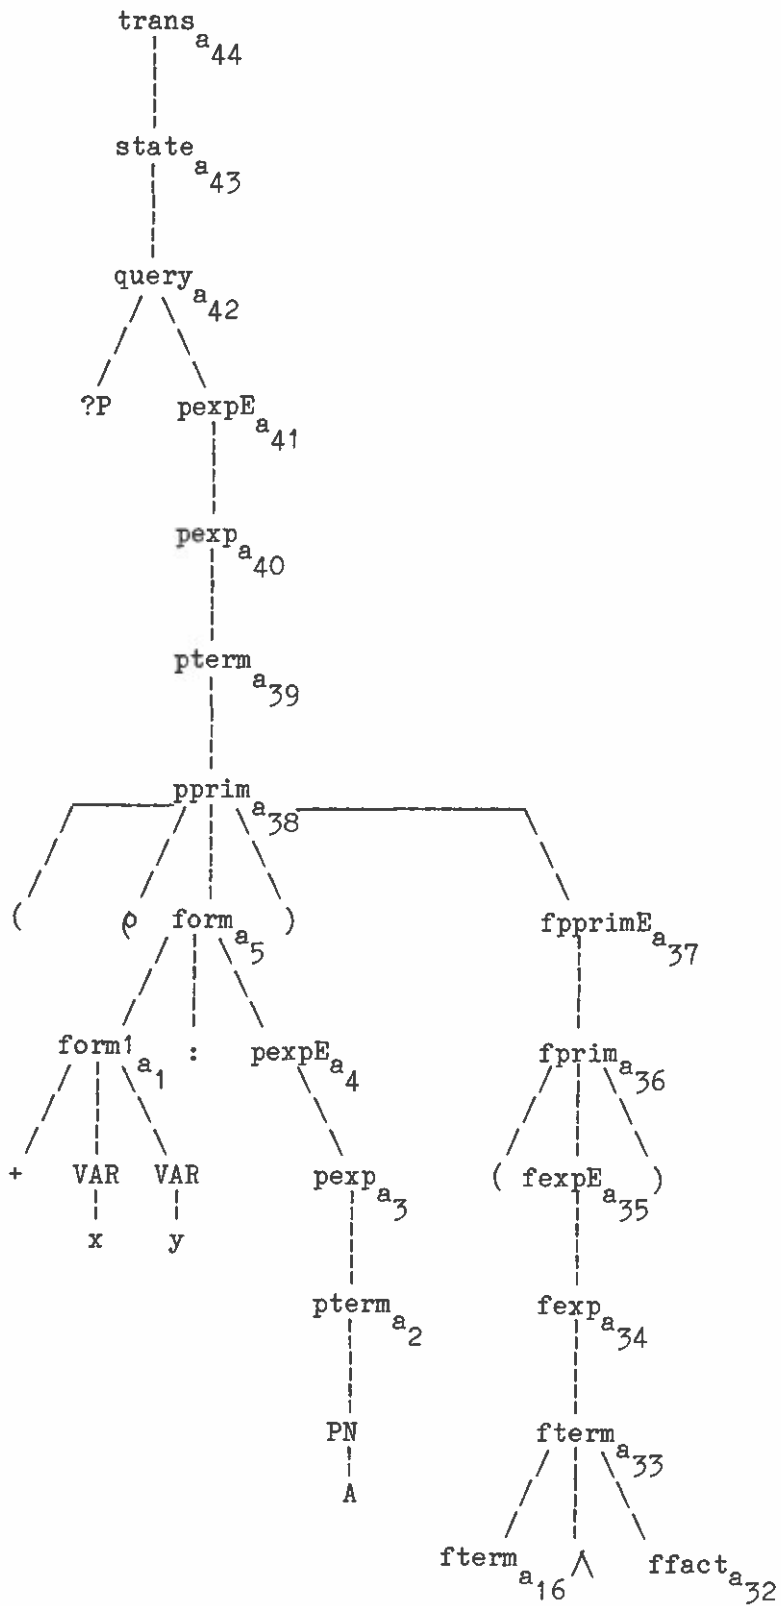 trans a44
state a43
query a42
?P pexpE a41
pexp a40
pterm a39
pprim a38
( ( form a5 ) fpprimE a37
form1 a1 : pexpE a4 fprim a36
+ VAR VAR pexp a3 ( fexpE a35 )
x y
pterm a2 fexp a34
PN fterm a33
A
fterm a16 ∧ ffact a32